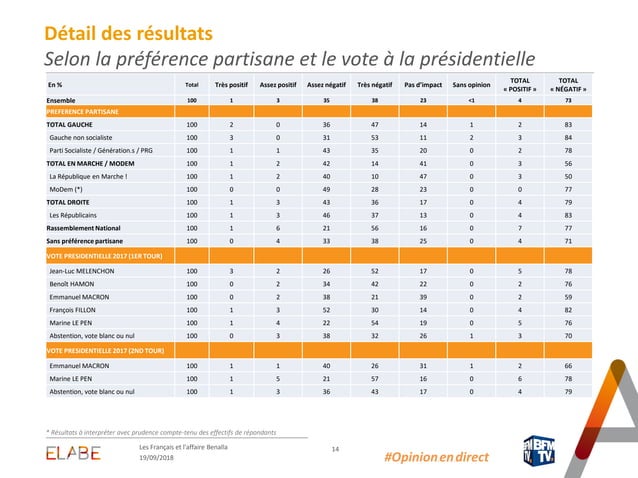 Détail des résultats
Selon la préférence partisane et le vote à la présidentielle
En % Total Très positif Assez positif Assez négatif Très négatif Pas d'impact Sans opinion TOTAL « POSITIF » TOTAL « NÉGATIF »
Ensemble 100 1 3 35 38 23 <1 4 73
PREFERENCE PARTISANE
TOTAL GAUCHE 100 2 0 36 47 14 1 2 83
Gauche non socialiste 100 3 0 31 53 11 2 3 84
Parti Socialiste / Génération.s / PRG 100 1 1 43 35 20 0 2 78
TOTAL EN MARCHE / MODEM 100 1 2 42 14 41 0 3 56
La République en Marche ! 100 1 2 40 10 47 0 3 50
MoDem (*) 100 0 0 49 28 23 0 0 77
TOTAL DROITE 100 1 3 43 36 17 0 4 79
Les Républicains 100 1 3 46 37 13 0 4 83
Rassemblement National 100 1 6 21 56 16 0 7 77
Sans préférence partisane 100 0 4 33 38 25 0 4 71
VOTE PRESIDENTIELLE 2017 (1ER TOUR)
Jean-Luc MELENCHON 100 3 2 26 52 17 0 5 78
Benoît HAMON 100 0 2 34 42 22 0 2 76
Emmanuel MACRON 100 0 2 38 21 39 0 2 59
François FILLON 100 1 3 52 30 14 0 4 82
Marine LE PEN 100 1 4 22 54 19 0 5 76
Abstention, vote blanc ou nul 100 0 3 38 32 26 1 3 70
VOTE PRESIDENTIELLE 2017 (2ND TOUR)
Emmanuel MACRON 100 1 1 40 26 31 1 2 66
Marine LE PEN 100 1 5 21 57 16 0 6 78
Abstention, vote blanc ou nul 100 1 3 36 43 17 0 4 79
* Résultats à interpréter avec prudence compte-tenu des effectifs de répondants
ELABE
Les Français et l'affaire Benalla
19/09/2018
14
#Opinion en direct
BFM TV.